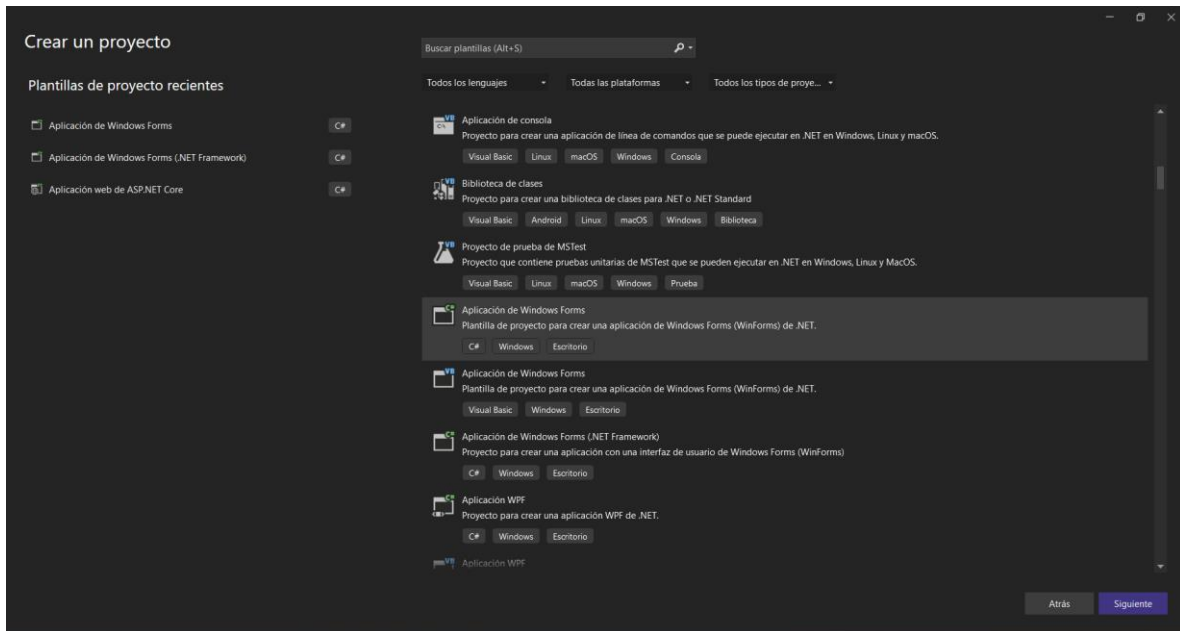 Crear un proyecto
Buscar plantillas (Alt+S)
Plantillas de proyecto recientes
Todos los lenguajes
Todas las plataformas
Todos los tipos de proye...
Aplicación de Windows Forms
C#
Aplicación de Windows Forms (.NET Framework)
C#
Aplicación web de ASP.NET Core
C#
Aplicación de consola
Proyecto para crear una aplicación de línea de comandos que se puede ejecutar en .NET en Windows, Linux y macOS.
Visual Basic Linux macOS Windows Consola
Biblioteca de clases
Proyecto para crear una biblioteca de clases para .NET o .NET Standard
Visual Basic Android Linux macOS Windows Biblioteca
Proyecto de prueba de MSTest
Proyecto que contiene pruebas unitarias de MSTest que se pueden ejecutar en .NET en Windows, Linux y MacOS.
Visual Basic Linux macOS Windows Prueba
Aplicación de Windows Forms
Plantilla de proyecto para crear una aplicación de Windows Forms (WinForms) de .NET.
C# Windows Escritorio
Aplicación de Windows Forms
Plantilla de proyecto para crear una aplicación de Windows Forms (WinForms) de .NET.
Visual Basic Windows Escritorio
Aplicación de Windows Forms (.NET Framework)
Proyecto para crear una aplicación con una interfaz de usuario de Windows Forms (WinForms)
C# Windows Escritorio
Aplicación WPF
Proyecto para crear una aplicación WPF de .NET.
C# Windows Escritorio
Aplicación WPF
Atrás
Siguiente